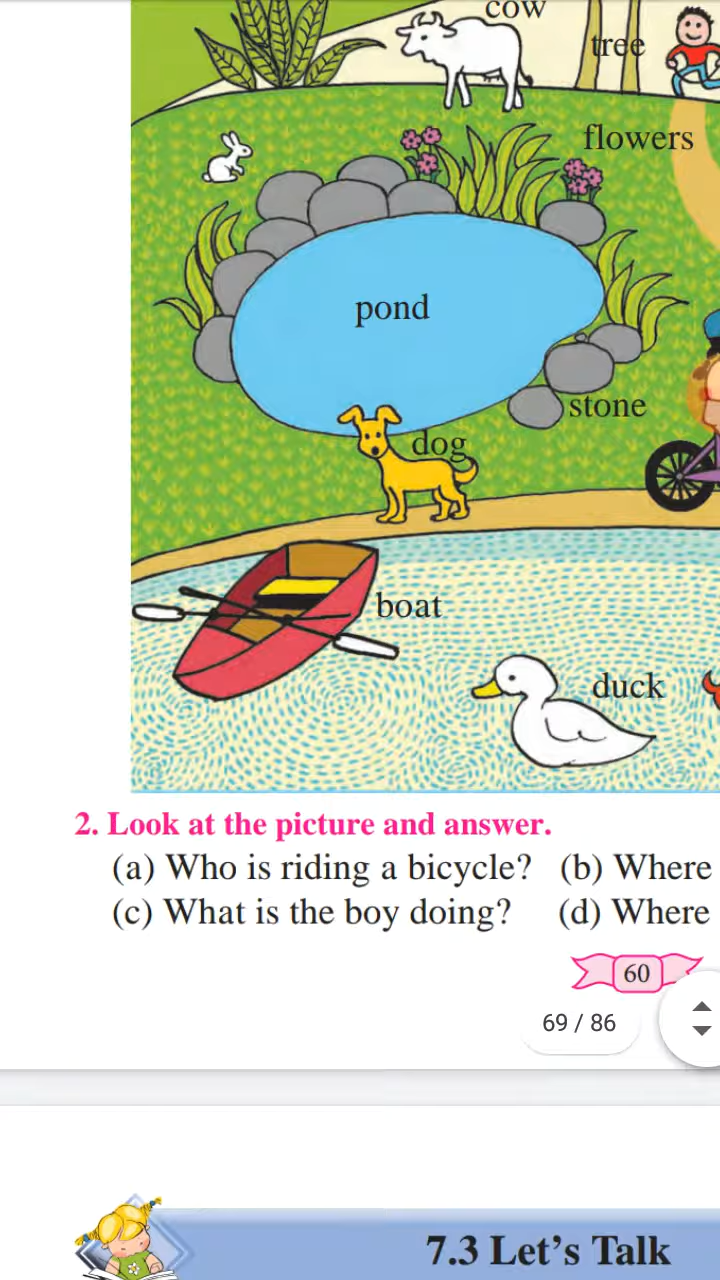 cow
tree
flowers
pond
stone
dog
boat
duck
2. Look at the picture and answer.
(a) Who is riding a bicycle? (b) Where
(c) What is the boy doing? (d) Where
60
69 / 86
7.3 Let's Talk